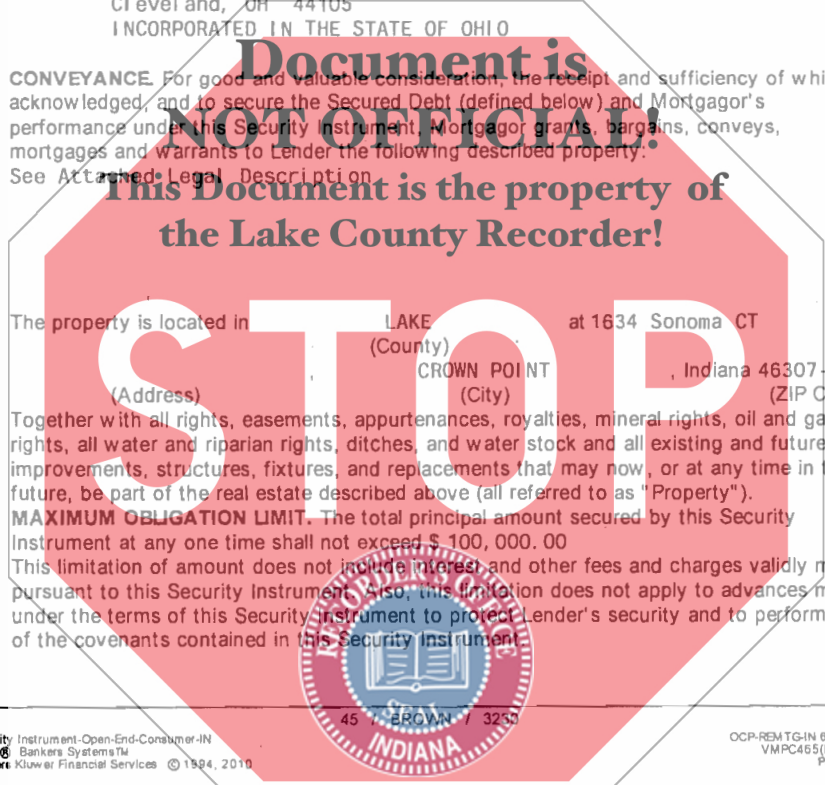 Cleveland, OH 44105
INCORPORATED IN THE STATE OF OHIO
Document is
CONVEYANCE. For good and valuable consideration, the receipt and sufficiency of whi
acknowledged, and to secure the Secured Debt (defined below) and Mortgagor's
performance under this Security Instrument, Mortgagor grants, bargains, conveys,
NOT OFFICIAL!
mortgages and warrants to Lender the following described property:
See Attached Legal Description
This Document is the property of
the Lake County Recorder!
STOP
The property is located in LAKE at 1634 Sonoma CT
(County)
, CROWN POINT , Indiana 46307-
(Address) (City) (ZIP C
Together with all rights, easements, appurtenances, royalties, mineral rights, oil and ga
rights, all water and riparian rights, ditches, and water stock and all existing and future
improvements, structures, fixtures, and replacements that may now, or at any time in t
future, be part of the real estate described above (all referred to as "Property").
MAXIMUM OBLIGATION LIMIT. The total principal amount secured by this Security
Instrument at any one time shall not exceed $ 100,000.00
This limitation of amount does not include interest and other fees and charges validly m
pursuant to this Security Instrument. Also, this limitation does not apply to advances m
under the terms of this Security Instrument to protect Lender's security and to perform
of the covenants contained in this Security Instrument.
RECORDER'S OFFICE
SEAL
INDIANA
45 / BROWN /
ity Instrument-Open-End-Consumer-IN
® Bankers Systems™
rs Kluwer Financial Services © 1994, 2010
OCP-REMTG-IN 6
VMPC465(
P